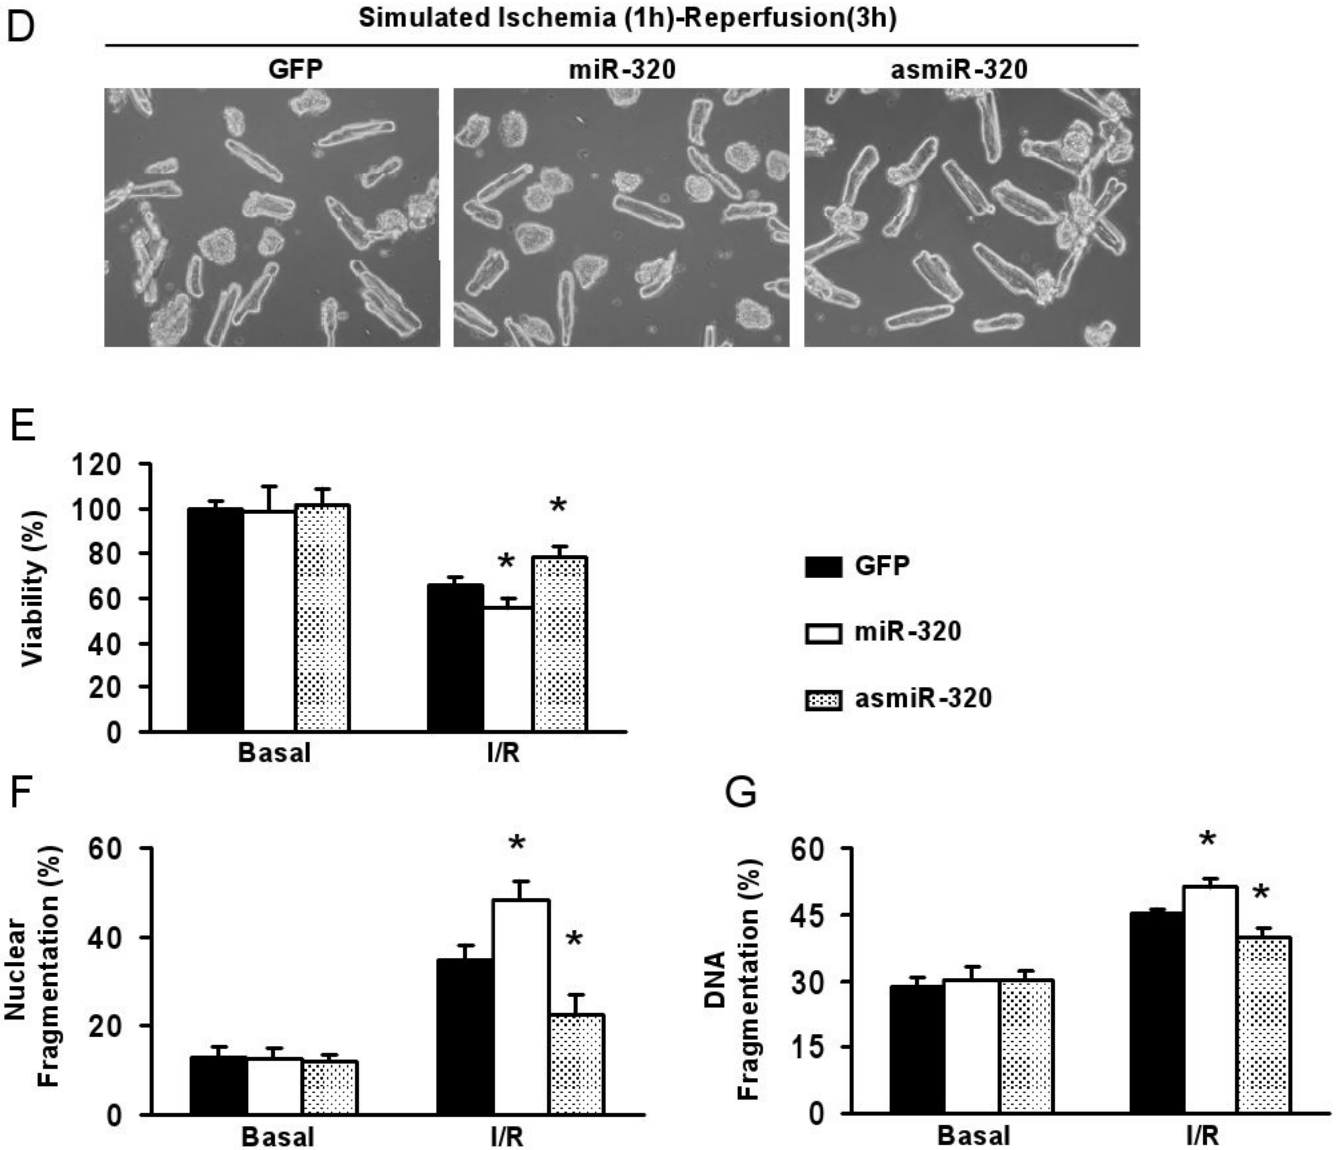 D
Simulated Ischemia (1h)-Reperfusion(3h)
GFP
miR-320
asmiR-320
E
Viability (%)
120
100
80
60
40
20
0
*
*
Basal
I/R
GFP
miR-320
asmiR-320
F
Nuclear
Fragmentation (%)
60
40
20
0
*
*
Basal
I/R
G
DNA
Fragmentation (%)
60
45
30
15
0
*
*
Basal
I/R